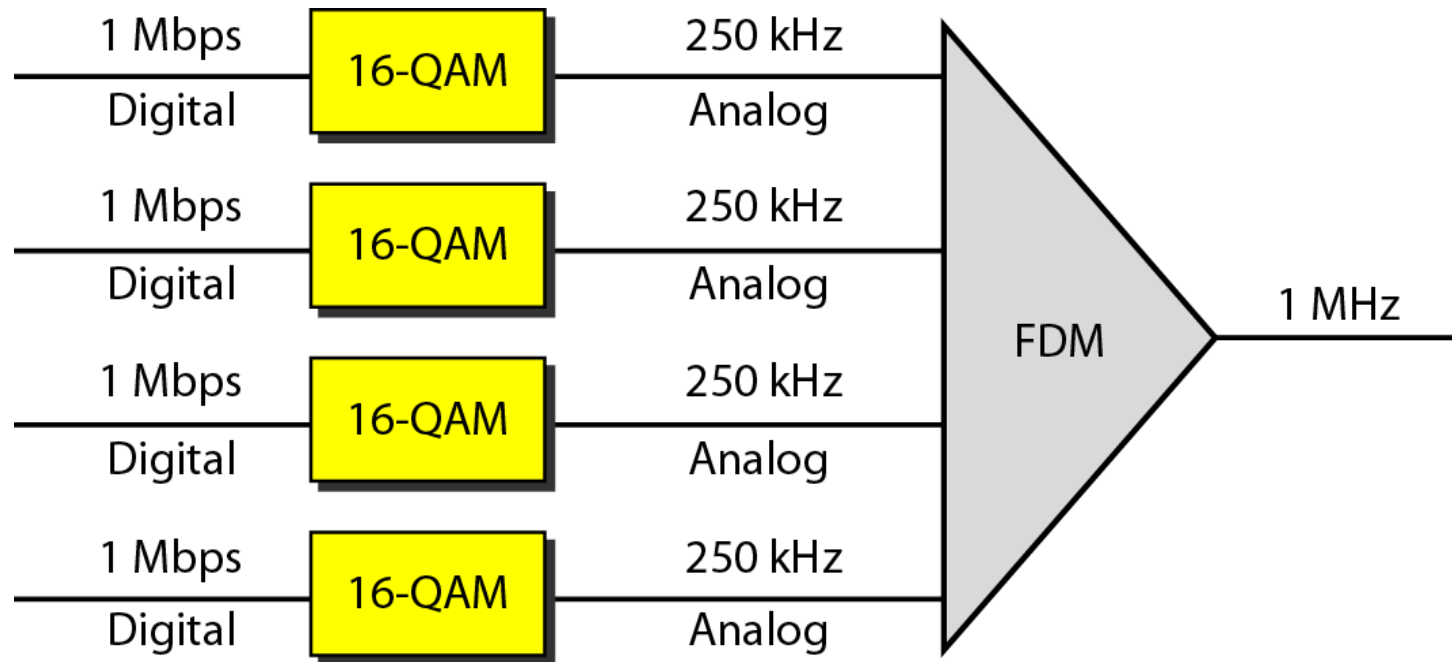 1 Mbps
16-QAM
250 kHz
Digital
Analog
1 Mbps
16-QAM
250 kHz
Digital
Analog
FDM
1 MHz
1 Mbps
16-QAM
250 kHz
Digital
Analog
1 Mbps
16-QAM
250 kHz
Digital
Analog